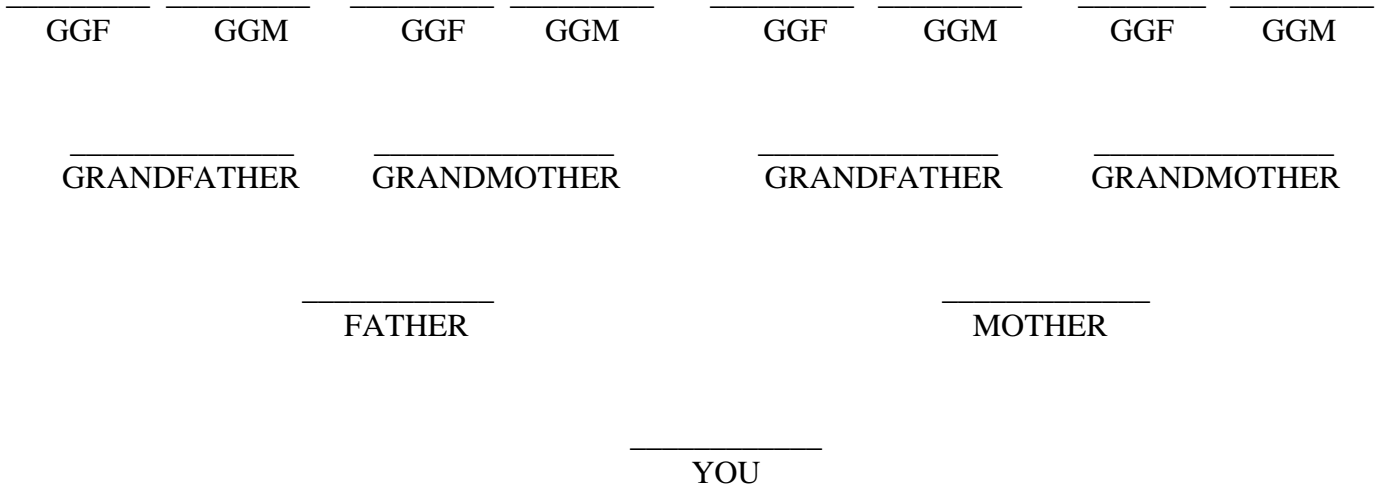 GGF GGM GGF GGM GGF GGM GGF GGM
GRANDFATHER GRANDMOTHER GRANDFATHER GRANDMOTHER
FATHER MOTHER
YOU